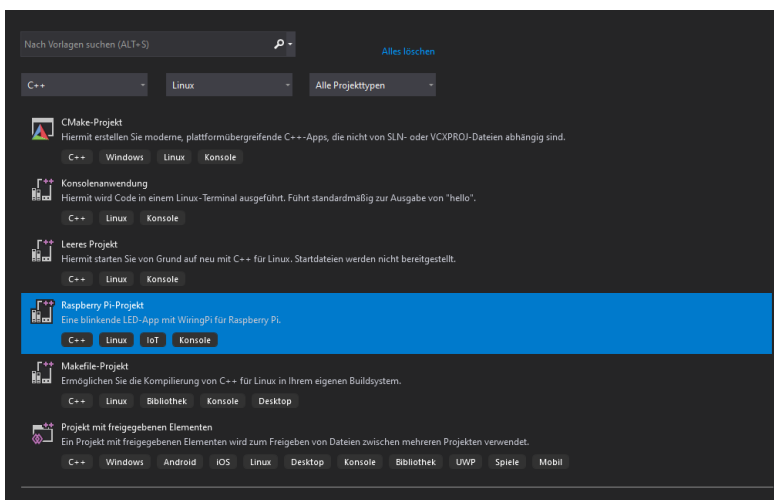 Nach Vorlagen suchen (ALT+S)
Alles löschen
C++ Linux Alle Projekttypen
CMake-Projekt
Hiermit erstellen Sie moderne, plattformübergreifende C++-Apps, die nicht von SLN- oder VCXPROJ-Dateien abhängig sind.
C++ Windows Linux Konsole
Konsolenanwendung
Hiermit wird Code in einem Linux-Terminal ausgeführt. Führt standardmäßig zur Ausgabe von "hello".
C++ Linux Konsole
Leeres Projekt
Hiermit starten Sie von Grund auf neu mit C++ für Linux. Startdateien werden nicht bereitgestellt.
C++ Linux Konsole
Raspberry Pi-Projekt
Eine blinkende LED-App mit WiringPi für Raspberry Pi.
C++ Linux IoT Konsole
Makefile-Projekt
Ermöglichen Sie die Kompilierung von C++ für Linux in Ihrem eigenen Buildsystem.
C++ Linux Bibliothek Konsole Desktop
Projekt mit freigegebenen Elementen
Ein Projekt mit freigegebenen Elementen wird zum Freigeben von Dateien zwischen mehreren Projekten verwendet.
C++ Windows Android iOS Linux Desktop Konsole Bibliothek UWP Spiele Mobil